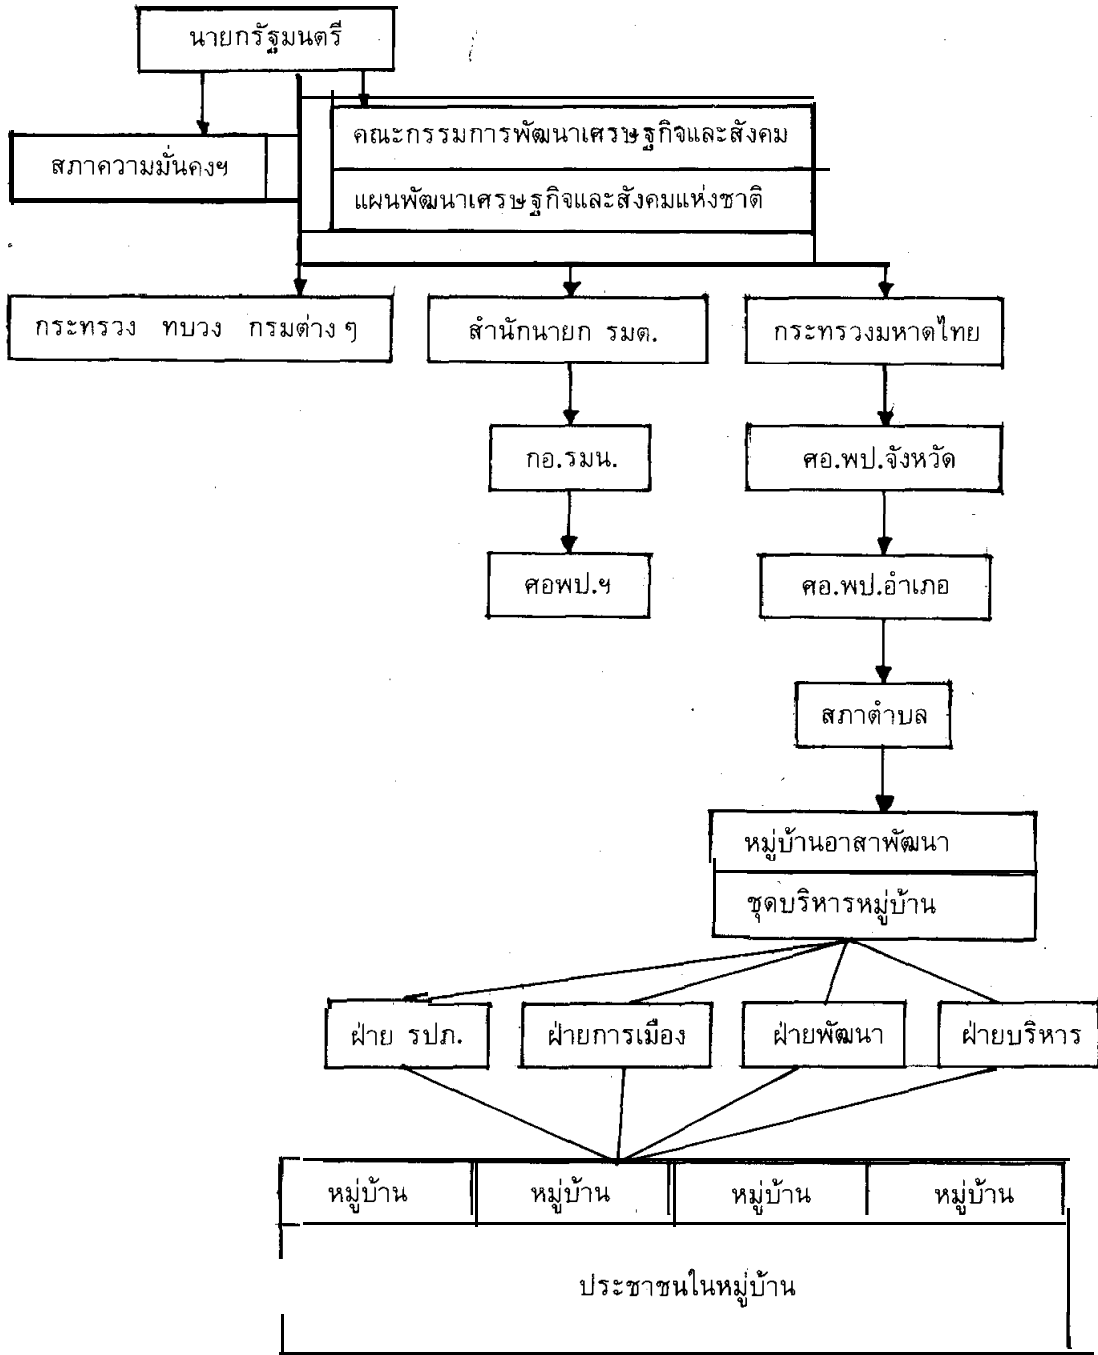 นายกรัฐมนตรี
คณะกรรมการพัฒนาเศรษฐกิจและสังคม
สภาความมั่นคงฯ
แผนพัฒนาเศรษฐกิจและสังคมแห่งชาติ
กระทรวง ทบวง กรมต่าง ๆ
สำนักนายก รมต.
กระทรวงมหาดไทย
กอ.รมน.
ศอ.พป.จังหวัด
ศอพป.ฯ
ศอ.พป.อำเภอ
สภาตำบล
หมู่บ้านอาสาพัฒนา
ชุดบริหารหมู่บ้าน
ฝ่าย รปภ.
ฝ่ายการเมือง
ฝ่ายพัฒนา
ฝ่ายบริหาร
หมู่บ้าน
หมู่บ้าน
หมู่บ้าน
หมู่บ้าน
ประชาชนในหมู่บ้าน